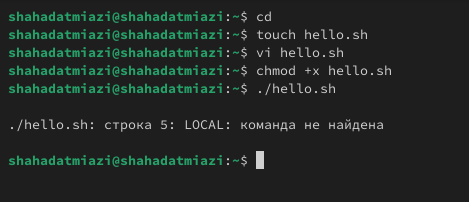 shahadatmiazi@shahadatmiazi:~$ cd
shahadatmiazi@shahadatmiazi:~$ touch hello.sh
shahadatmiazi@shahadatmiazi:~$ vi hello.sh
shahadatmiazi@shahadatmiazi:~$ chmod +x hello.sh
shahadatmiazi@shahadatmiazi:~$ ./hello.sh
./hello.sh: строка 5: LOCAL: команда не найдена
shahadatmiazi@shahadatmiazi:~$